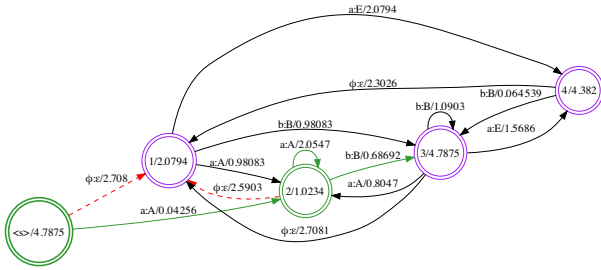 a:E/2.0794
ϕ:ε/2.3026
4/4.382
b:B/0.064539
b:B/1.0903
b:B/0.98083
a:E/1.5686
a:A/2.0547
b:B/0.68692
3/4.7875
1/2.0794
a:A/0.98083
ϕ:ε/2.708
ϕ:ε/2.5903
2/1.0234
a:A/0.8047
a:A/0.04256
<s>/4.7875
ϕ:ε/2.7081